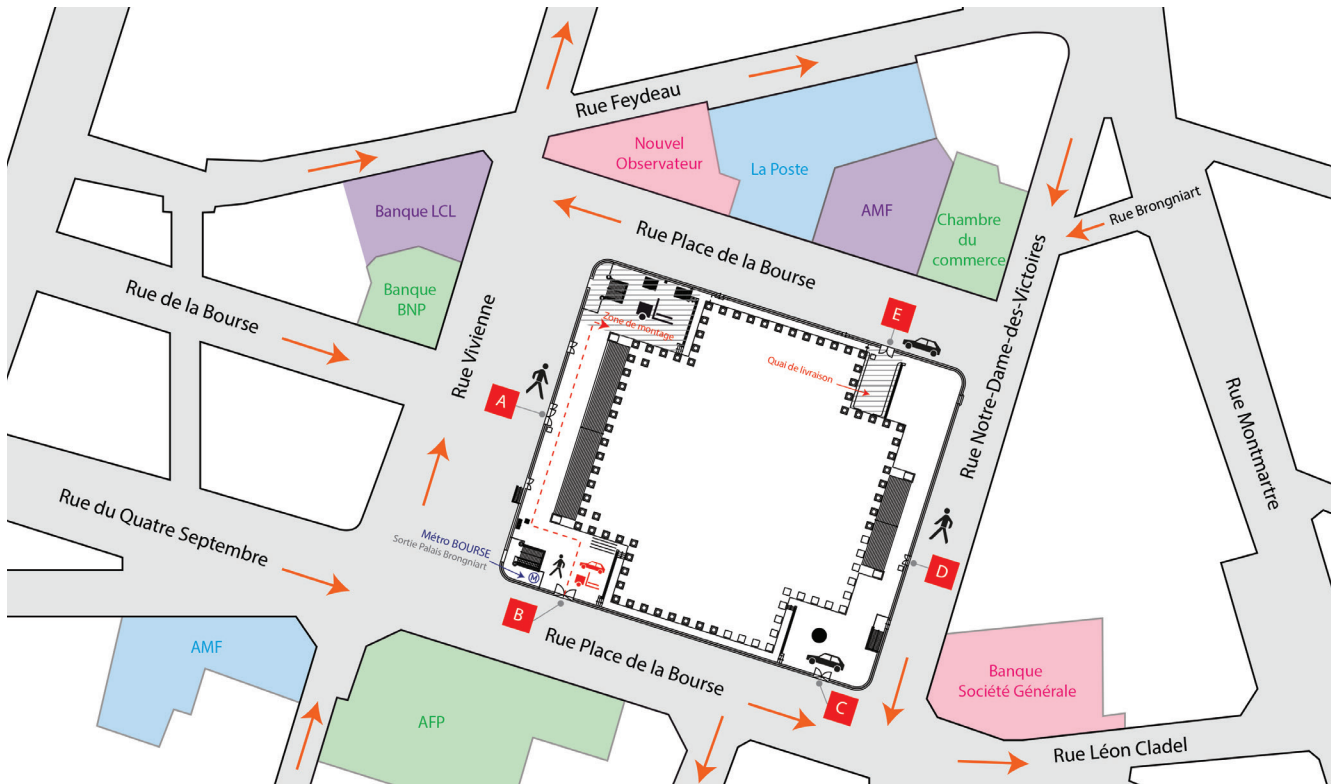 Rue Feydeau
Nouvel
Observateur
La Poste
AMF
Chambre
du
commerce
Banque LCL
Banque
BNP
Rue Place de la Bourse
Rue Brongniart
Rue Notre-Dame-des-Victoires
Rue de la Bourse
Rue Vivienne
Zone de montage
E
Quai de livraison
A
Rue Montmartre
Rue du Quatre Septembre
Métro BOURSE
Sortie Palais Brongniart
M
D
B
Rue Place de la Bourse
AMF
AFP
C
Banque
Société Générale
Rue Léon Cladel